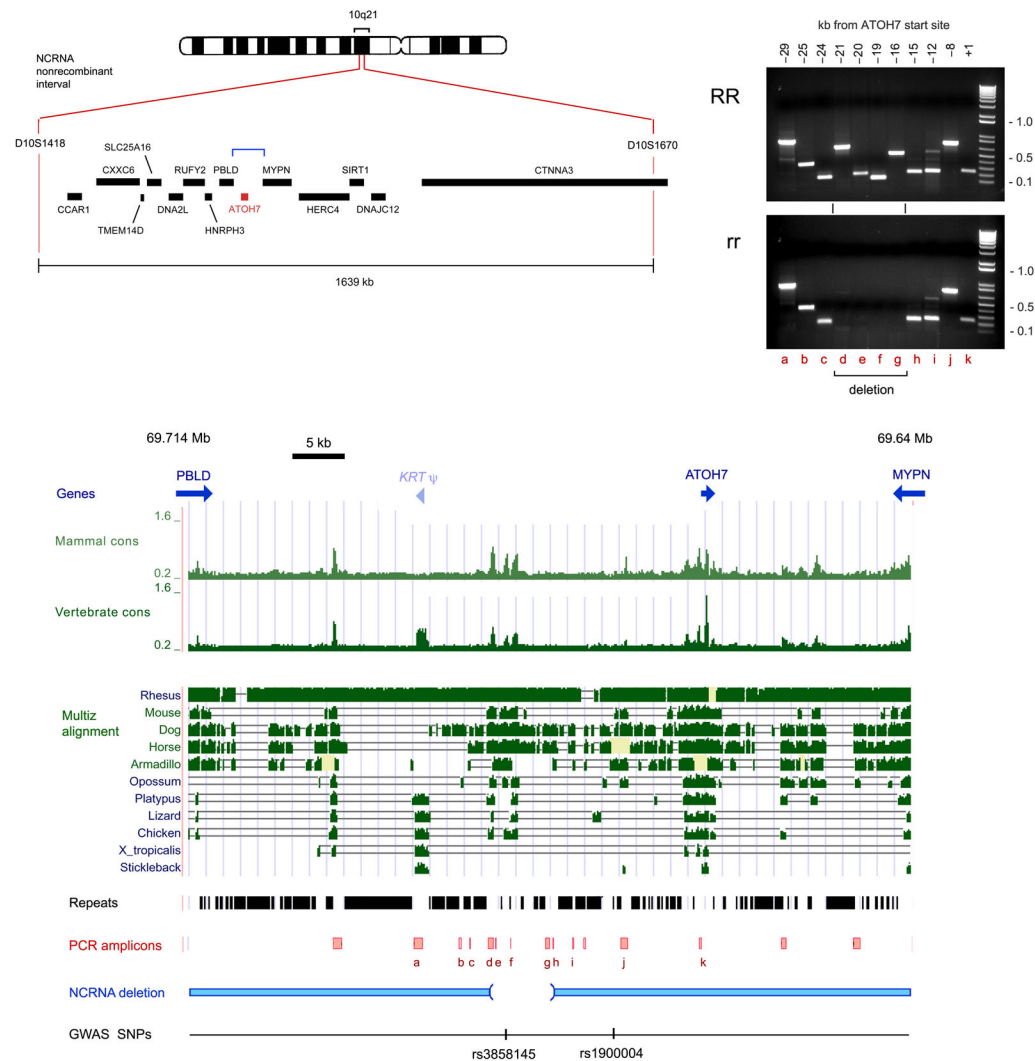 10q21
NCRNA
nonrecombinant
interval
D10S1418
D10S1670
SLC25A16
CXXC6
RUFY2
PBLD
MYPN
SIRT1
CTNNA3
CCAR1
DNA2L
ATOH7
HERC4
DNAJC12
TMEM14D
HNRPH3
1639 kb
kb from ATOH7 start site
-29 -25 -24 -21 -20 -19 -16 -15 -12 -8 +1
RR
- 1.0
- 0.5
- 0.1
rr
- 1.0
- 0.5
- 0.1
a b c d e f g h i j k
deletion
69.714 Mb
5 kb
69.64 Mb
Genes
PBLD
KRT ψ
ATOH7
MYPN
1.6
Mammal cons
0.2
1.6
Vertebrate cons
0.2
Multiz
alignment
Rhesus
Mouse
Dog
Horse
Armadillo
Opossum
Platypus
Lizard
Chicken
X_tropicalis
Stickleback
Repeats
PCR amplicons
a b c d e f g h i j k
NCRNA deletion
GWAS SNPs
rs3858145
rs1900004